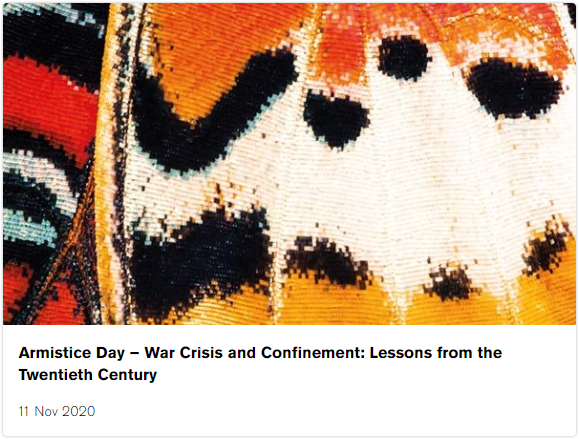 Armistice Day – War Crisis and Confinement: Lessons from the
Twentieth Century
11 Nov 2020